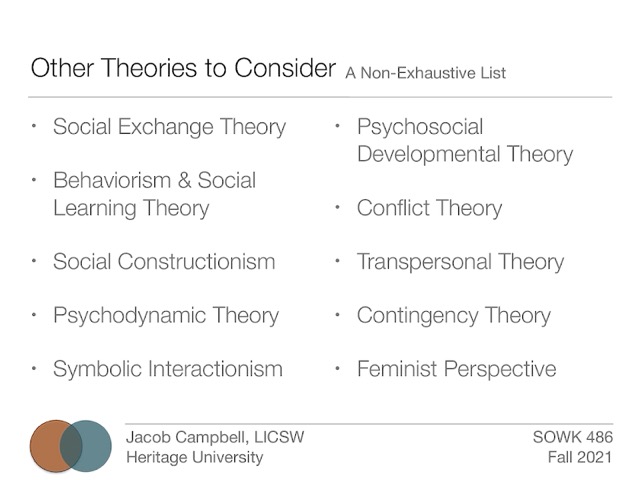 Other Theories to Consider A Non-Exhaustive List
• Social Exchange Theory
• Behaviorism & Social
Learning Theory
• Social Constructionism
• Psychodynamic Theory
• Symbolic Interactionism
• Psychosocial
Developmental Theory
• Conflict Theory
• Transpersonal Theory
• Contingency Theory
• Feminist Perspective
Jacob Campbell, LICSW
Heritage University
SOWK 486
Fall 2021